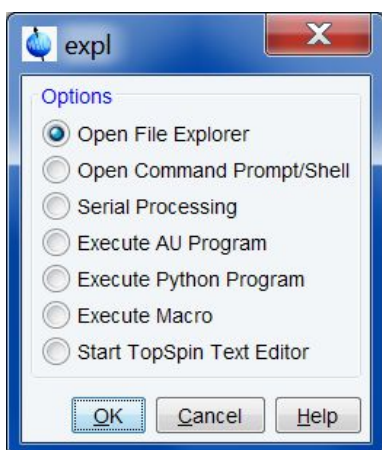 expl
Options
Open File Explorer
Open Command Prompt/Shell
Serial Processing
Execute AU Program
Execute Python Program
Execute Macro
Start TopSpin Text Editor
OK Cancel Help